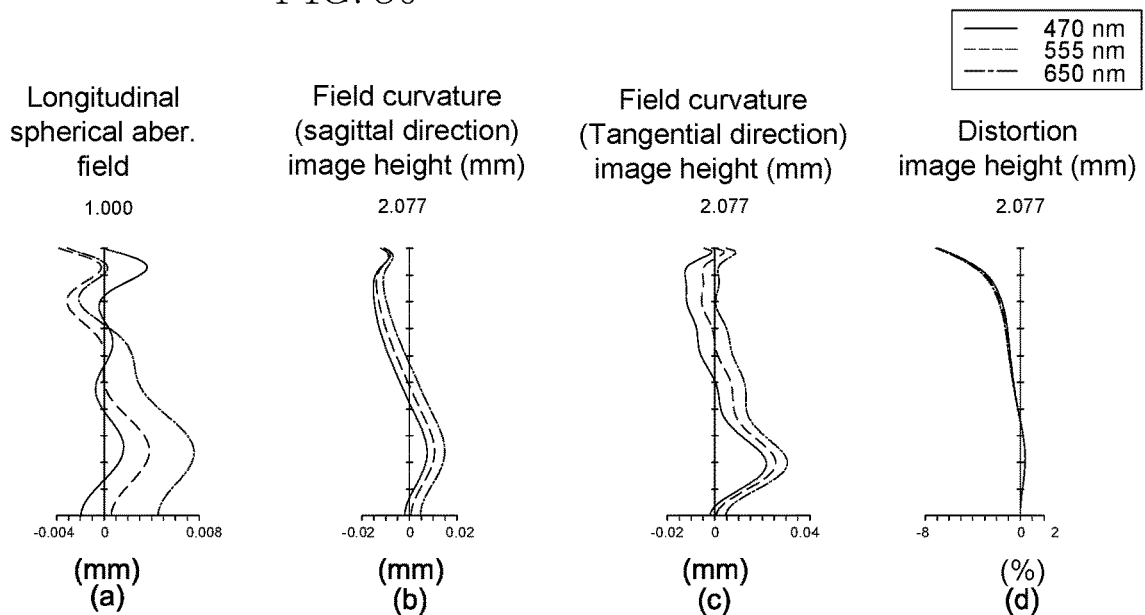 470 nm
555 nm
650 nm
Longitudinal
spherical aber.
field
1.000
Field curvature
(sagittal direction)
image height (mm)
2.077
Field curvature
(Tangential direction)
image height (mm)
2.077
Distortion
image height (mm)
2.077
-0.004 0 0.008
(mm)
(a)
-0.02 0 0.02
(mm)
(b)
-0.02 0 0.04
(mm)
(c)
-8 0 2
(%)
(d)